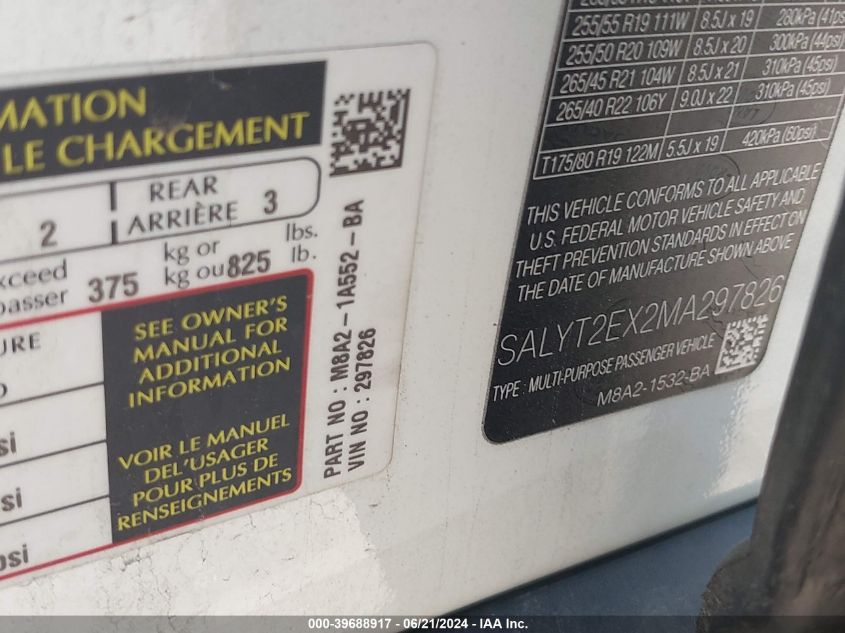 MATION
LE CHARGEMENT
2 REAR
ARRIÈRE 3
xceed 375 kg or 825 lbs.
passer kg ou lb.
URE
SEE OWNER'S
MANUAL FOR
ADDITIONAL
INFORMATION
VOIR LE MANUEL
DEL'USAGER
POUR PLUS DE
RENSEIGNEMENTS
si
si
psi
PART NO : M8A2-1A552-BA
VIN NO : 297826
255/55 R19 111W 8.5J x 19 280kPa (41psi
255/50 R20 109W 8.5J x 20 300kPa (44psi)
265/45 R21 104W 8.5J x 21 310kPa (45psi)
265/40 R22 106Y 9.0J x 22 310kPa (45psi)
T175/80 R19 122M 5.5J x 19 420kPa (60psi)
THIS VEHICLE CONFORMS TO ALL APPLICABLE
U.S. FEDERAL MOTOR VEHICLE SAFETY AND
THEFT PREVENTION STANDARDS IN EFFECT ON
THE DATE OF MANUFACTURE SHOWN ABOVE
SALYT2EX2MA297826
TYPE : MULTI-PURPOSE PASSENGER VEHICLE
M8A2-1532-BA
000-39688917 - 06/21/2024 - IAA Inc.